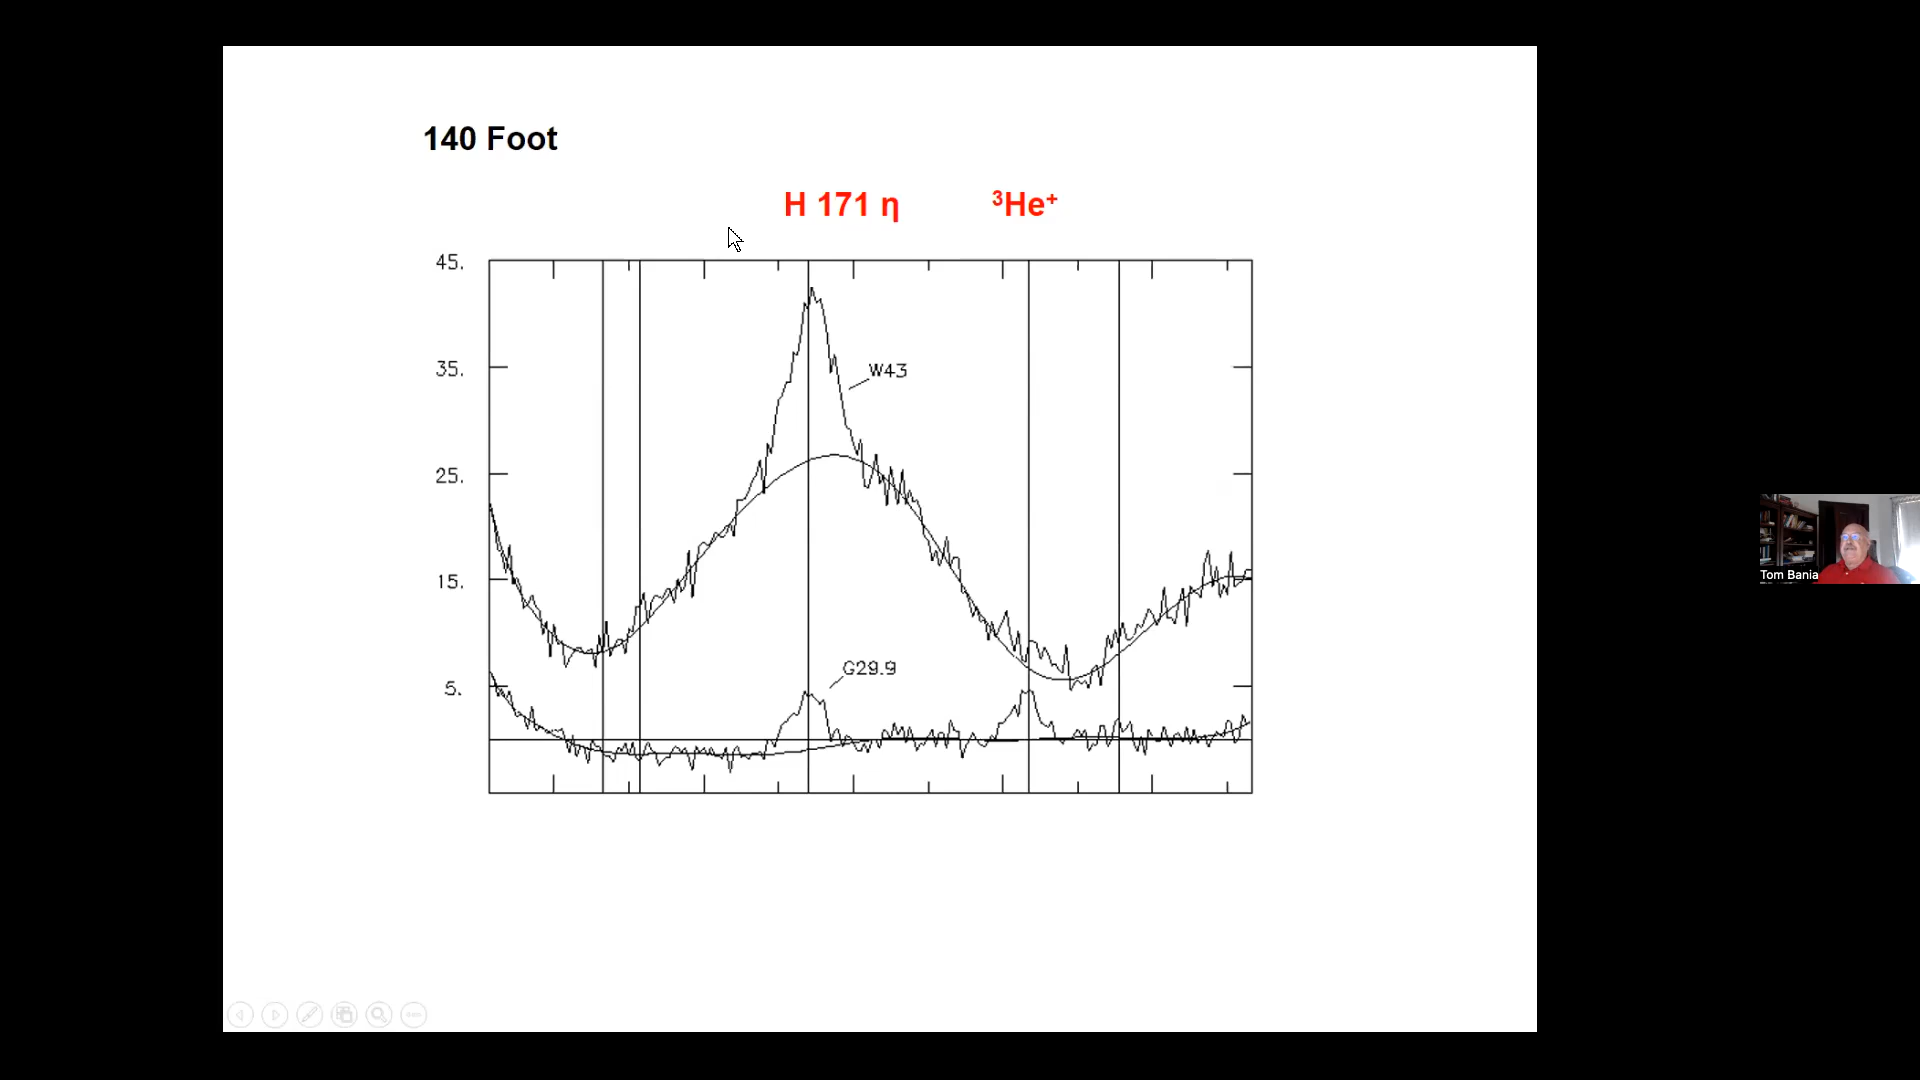 140 Foot
H 171 η
³He⁺
45.
35.
25.
15.
5.
W43
G29.9
Tom Bania